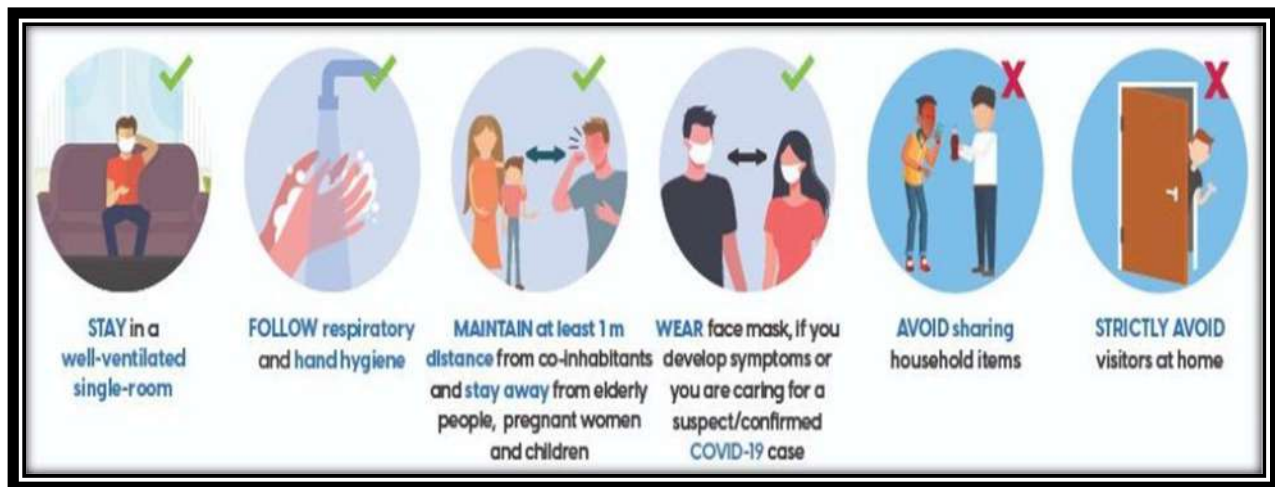 STAY in a
well-ventilated
single-room
FOLLOW respiratory
and hand hygiene
MAINTAIN at least 1 m
distance from co-inhabitants
and stay away from elderly
people, pregnant women
and children
WEAR face mask, if you
develop symptoms or
you are caring for a
suspect/confirmed
COVID-19 case
AVOID sharing
household items
STRICTLY AVOID
visitors at home